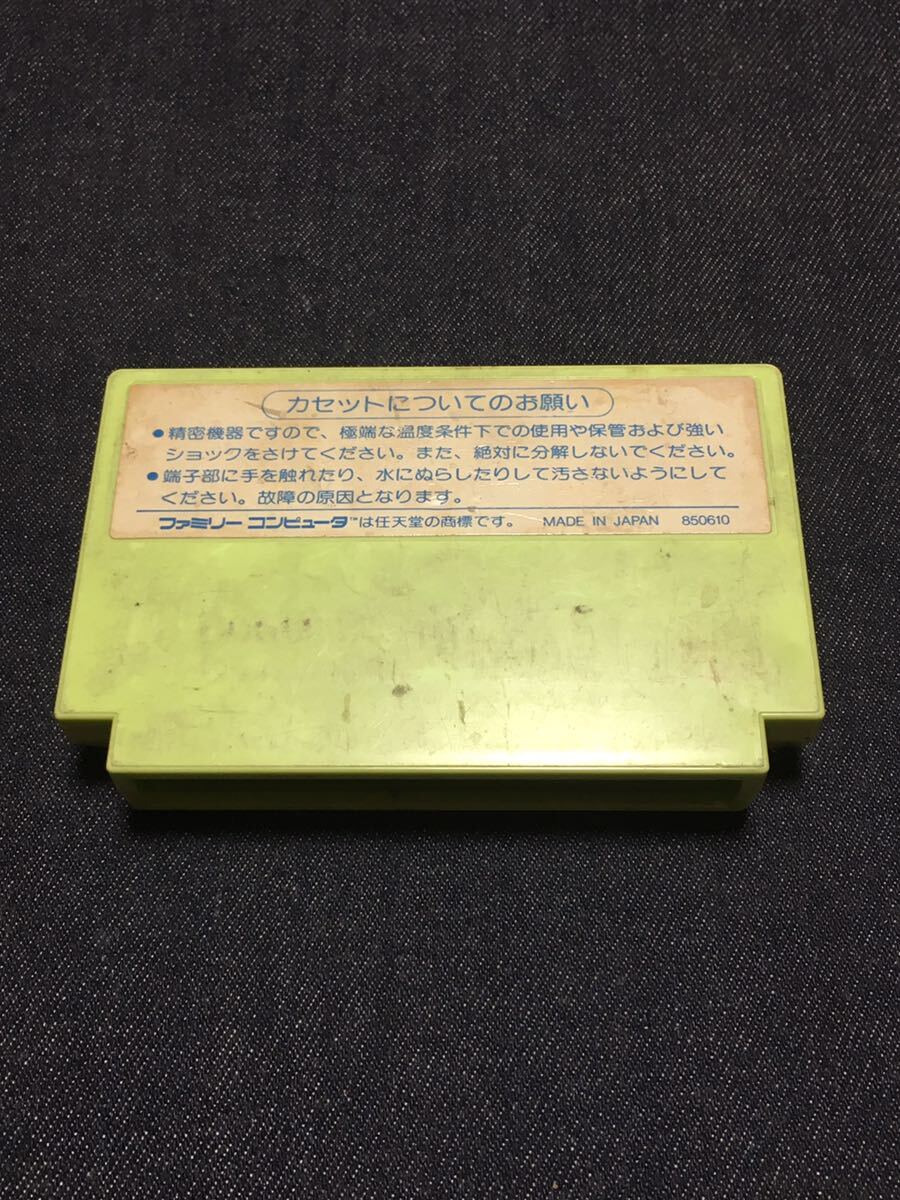 カセットについてのお願い
●精密機器ですので、極端な温度条件下での使用や保管および強い
ショックをさけてください。また、絶対に分解しないでください。
●端子部に手を触れたり、水にぬらしたりして汚さないようにして
ください。故障の原因となります。
ファミリー コンピュータ™は任天堂の商標です。 MADE IN JAPAN 850610